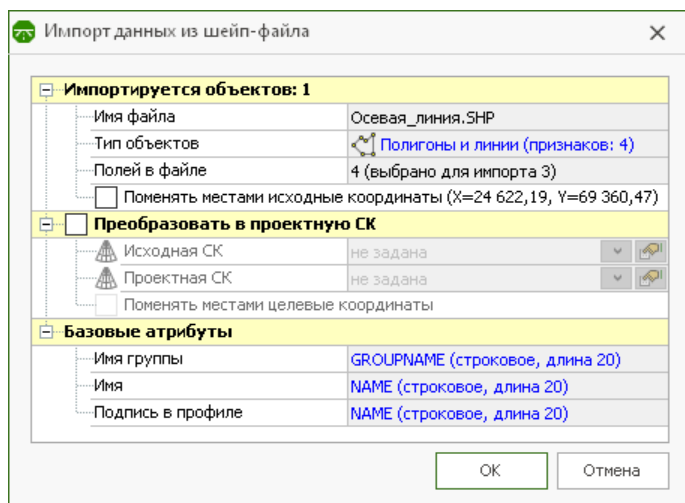 Импорт данных из шейп-файла
Импортируется объектов: 1
Имя файла Осевая_линия.SHP
Тип объектов Полигоны и линии (признаков: 4)
Полей в файле 4 (выбрано для импорта 3)
Поменять местами исходные координаты (X=24 622,19, Y=69 360,47)
Преобразовать в проектную СК
Исходная СК не задана
Проектная СК не задана
Поменять местами целевые координаты
Базовые атрибуты
Имя группы GROUPNAME (строковое, длина 20)
Имя NAME (строковое, длина 20)
Подпись в профиле NAME (строковое, длина 20)
OK Отмена